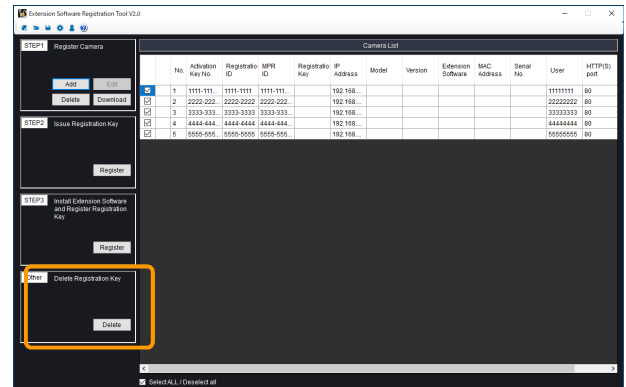 Extension Software Registration Tool V2.0
STEP1 Register Camera
Add Edit
Delete Download
STEP2 Issue Registration Key
Register
STEP3 Install Extension Software
and Register Registration
Key
Register
Other Delete Registration Key
Delete
Camera List
No. Activation Key No. Registratio ID MPR ID Registratio Key IP Address Model Version Extension Software MAC Address Serial No. User HTTP(S) port
1 1111-111... 1111-1111 1111-111... 192.168.... 11111111 80
2 2222-222... 2222-2222 2222-222... 192.168.... 22222222 80
3 3333-333... 3333-3333 3333-333... 192.168.... 33333333 80
4 4444-444... 4444-4444 4444-444... 192.168.... 44444444 80
5 5555-555... 5555-5555 5555-555... 192.168.... 55555555 80
Select ALL / Deselect all